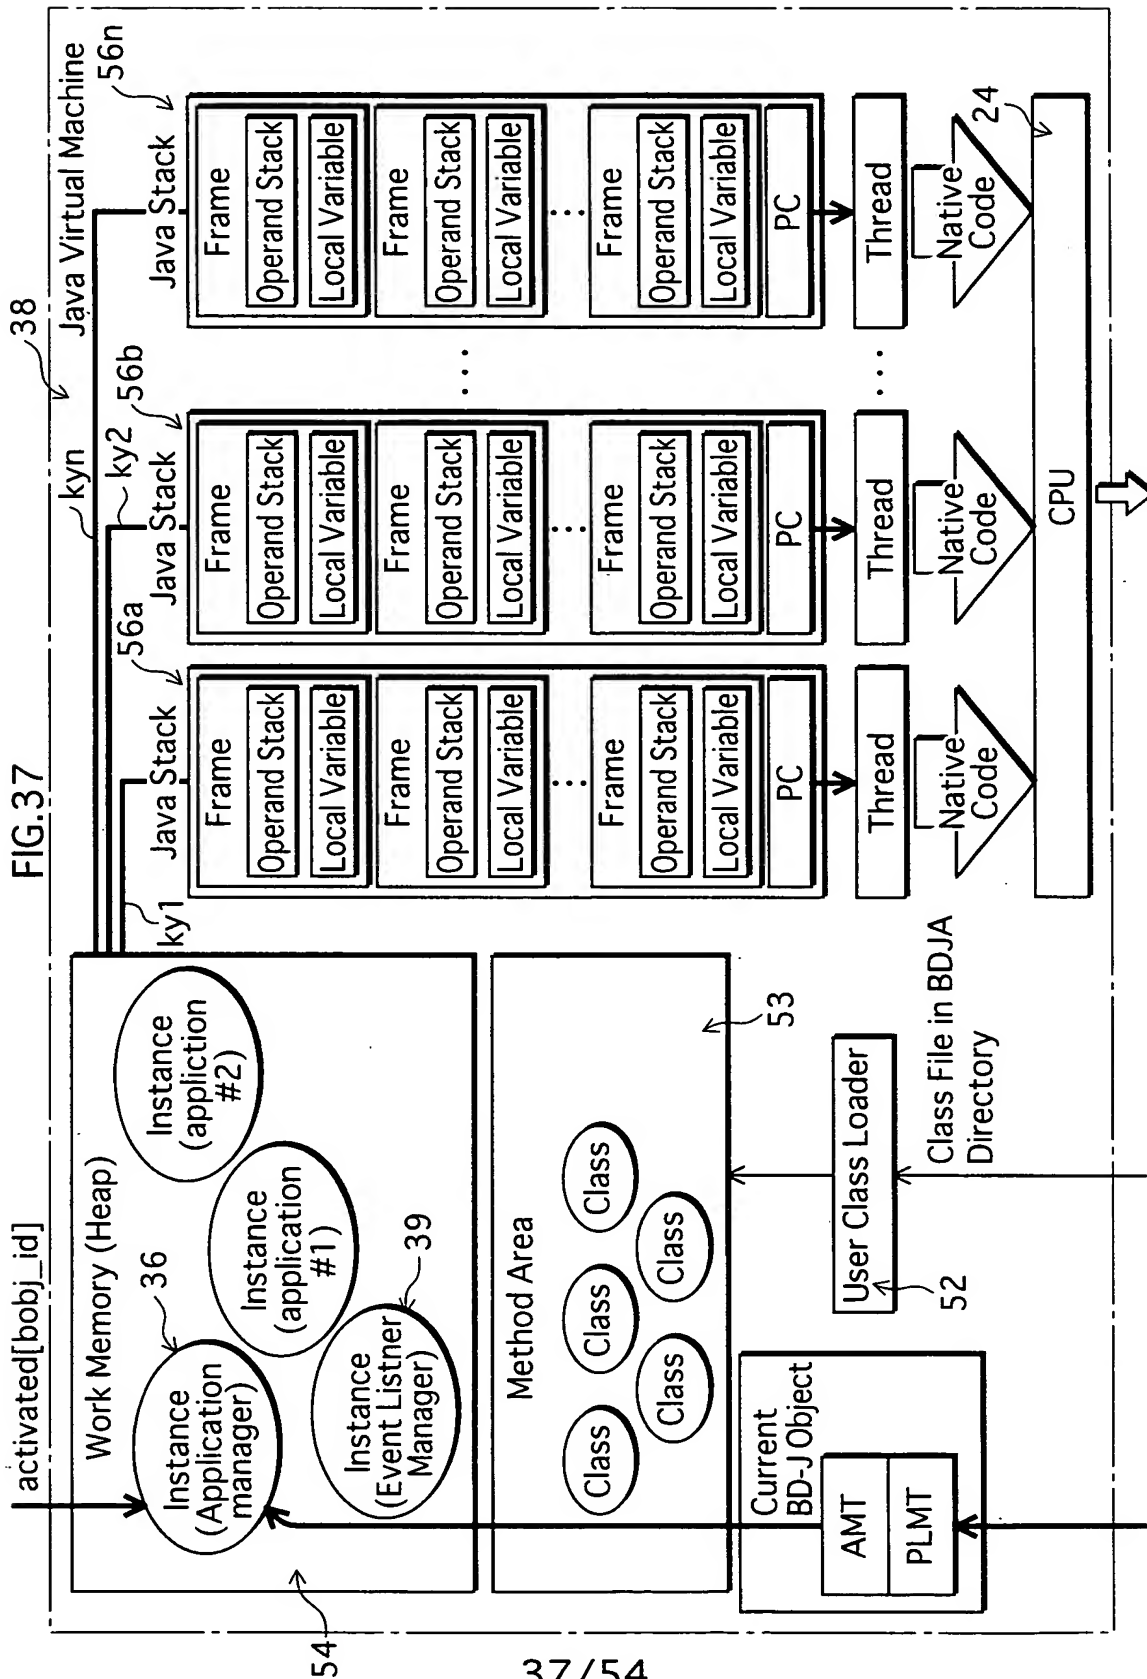 FIG.37
38
Java Virtual Machine
activated[bobj_id]
Work Memory (Heap)
36
Instance
(Application
manager)
Instance
(application
#1)
Instance
(appliction
#2)
Instance
(Event Listner
Manager)
39
54
ky1
ky2
kyn
Java Stack
56a
Frame
Operand Stack
Local Variable
Frame
Operand Stack
Local Variable
...
Frame
Operand Stack
Local Variable
PC
Thread
Native
Code
Java Stack
56b
Frame
Operand Stack
Local Variable
Frame
Operand Stack
Local Variable
...
Frame
Operand Stack
Local Variable
PC
Thread
Native
Code
...
...
Java Stack
56n
Frame
Operand Stack
Local Variable
Frame
Operand Stack
Local Variable
...
Frame
Operand Stack
Local Variable
PC
Thread
Native
Code
24
CPU
Method Area
Class
Class
Class
Class
Class
53
Current
BD-J Object
AMT
PLMT
User Class Loader
52
Class File in BDJA
Directory
37/54